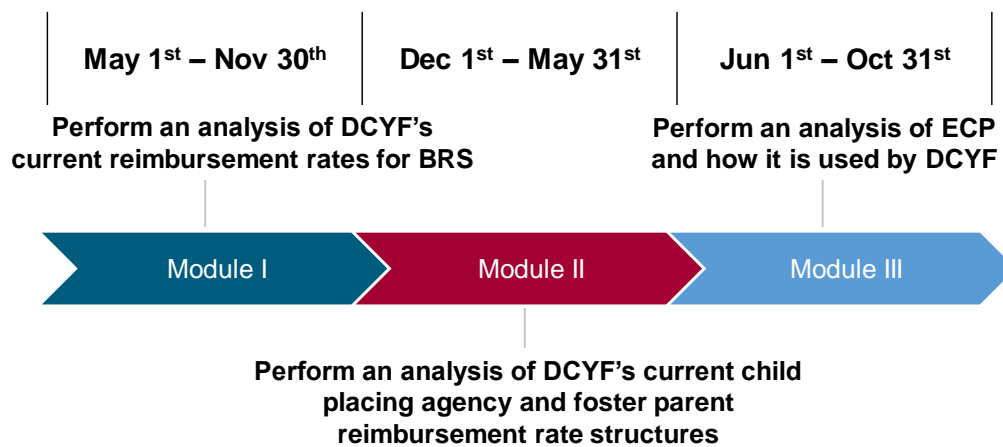 May 1st – Nov 30th
Dec 1st – May 31st
Jun 1st – Oct 31st
Perform an analysis of DCYF’s
current reimbursement rates for BRS
Perform an analysis of ECP
and how it is used by DCYF
Module I
Module II
Module III
Perform an analysis of DCYF’s current child
placing agency and foster parent
reimbursement rate structures